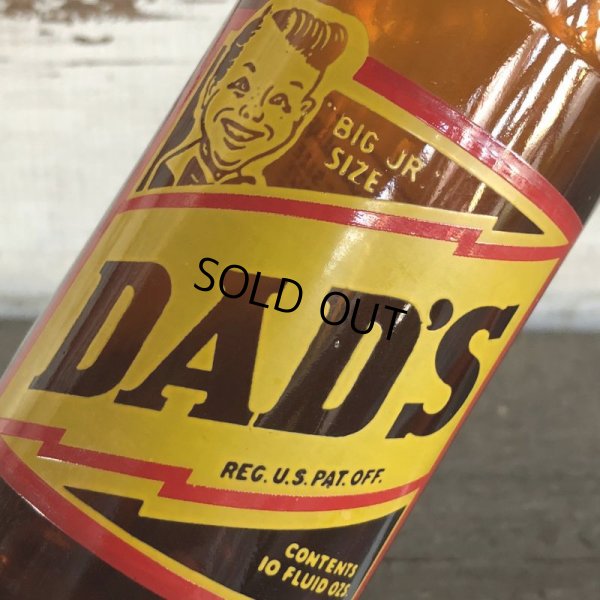 "BIG JR
SIZE"
DAD'S
SOLD OUT
REG. U.S. PAT. OFF.
CONTENTS
10 FLUID OZS.